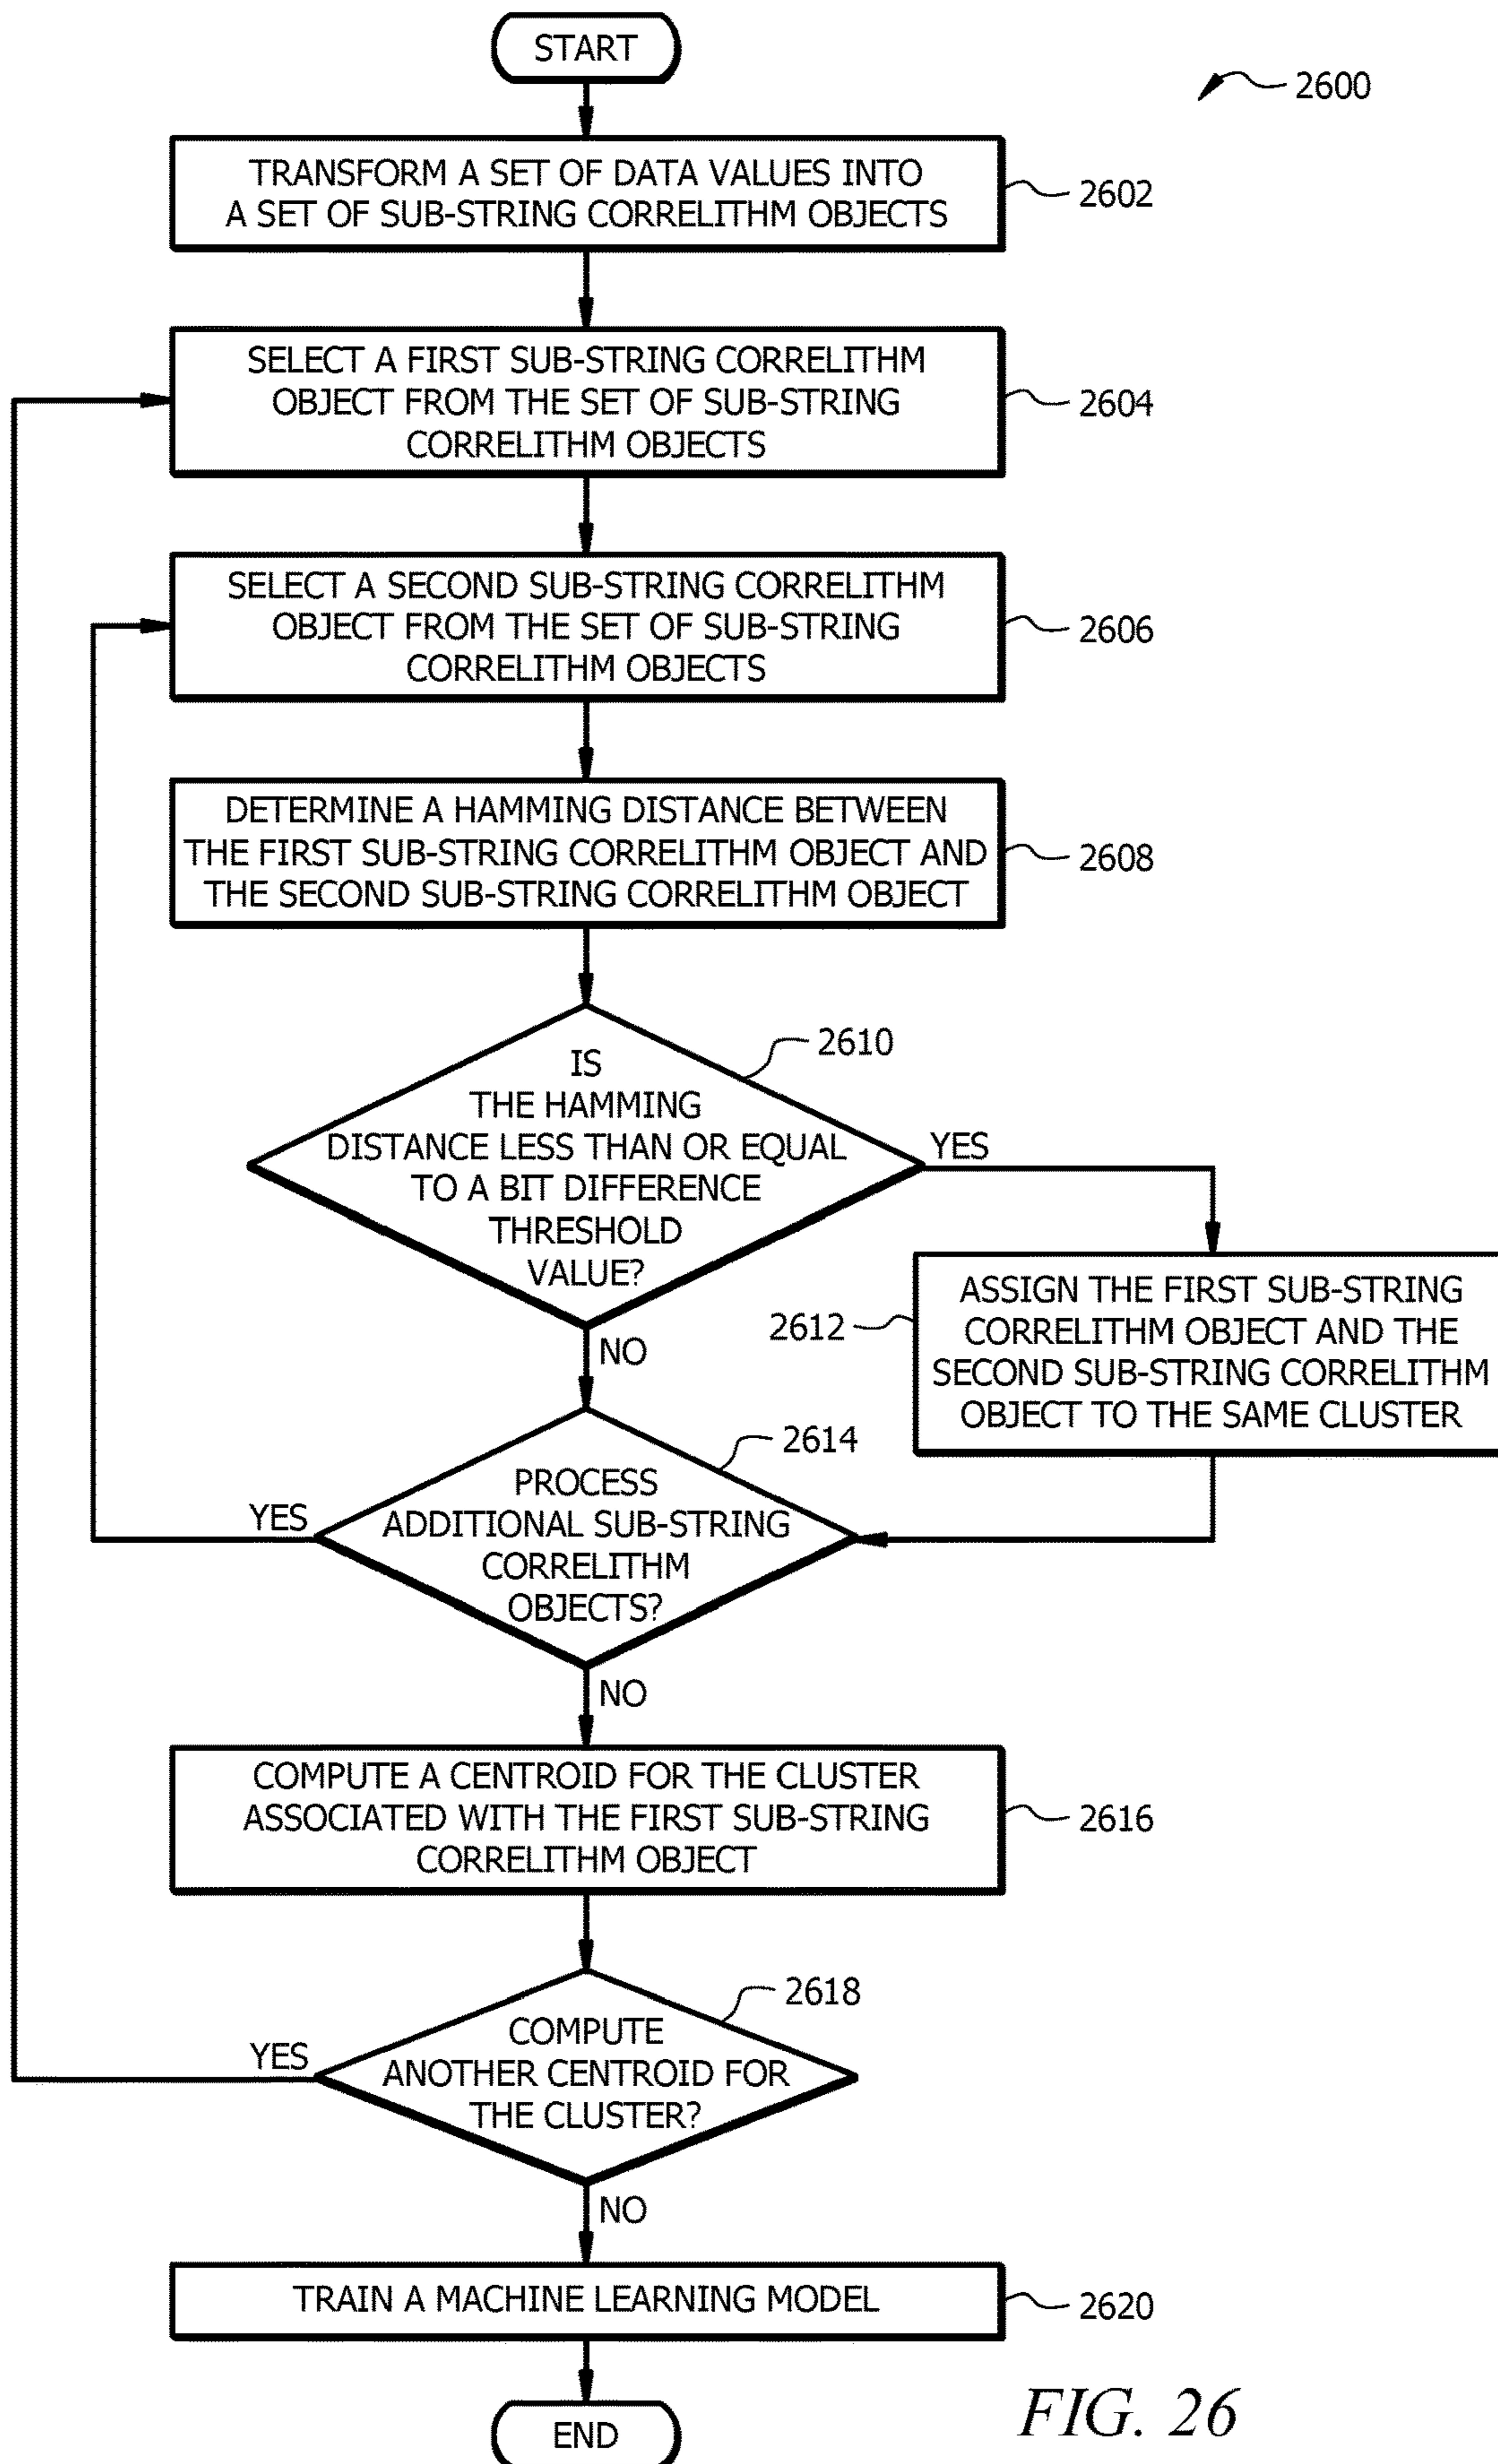 START
2600
TRANSFORM A SET OF DATA VALUES INTO
A SET OF SUB-STRING CORRELITHM OBJECTS
2602
SELECT A FIRST SUB-STRING CORRELITHM
OBJECT FROM THE SET OF SUB-STRING
CORRELITHM OBJECTS
2604
SELECT A SECOND SUB-STRING CORRELITHM
OBJECT FROM THE SET OF SUB-STRING
CORRELITHM OBJECTS
2606
DETERMINE A HAMMING DISTANCE BETWEEN
THE FIRST SUB-STRING CORRELITHM OBJECT AND
THE SECOND SUB-STRING CORRELITHM OBJECT
2608
IS
THE HAMMING
DISTANCE LESS THAN OR EQUAL
TO A BIT DIFFERENCE
THRESHOLD
VALUE?
2610
YES
NO
ASSIGN THE FIRST SUB-STRING
CORRELITHM OBJECT AND THE
SECOND SUB-STRING CORRELITHM
OBJECT TO THE SAME CLUSTER
2612
PROCESS
ADDITIONAL SUB-STRING
CORRELITHM
OBJECTS?
2614
YES
NO
COMPUTE A CENTROID FOR THE CLUSTER
ASSOCIATED WITH THE FIRST SUB-STRING
CORRELITHM OBJECT
2616
COMPUTE
ANOTHER CENTROID FOR
THE CLUSTER?
2618
YES
NO
TRAIN A MACHINE LEARNING MODEL
2620
END
FIG. 26